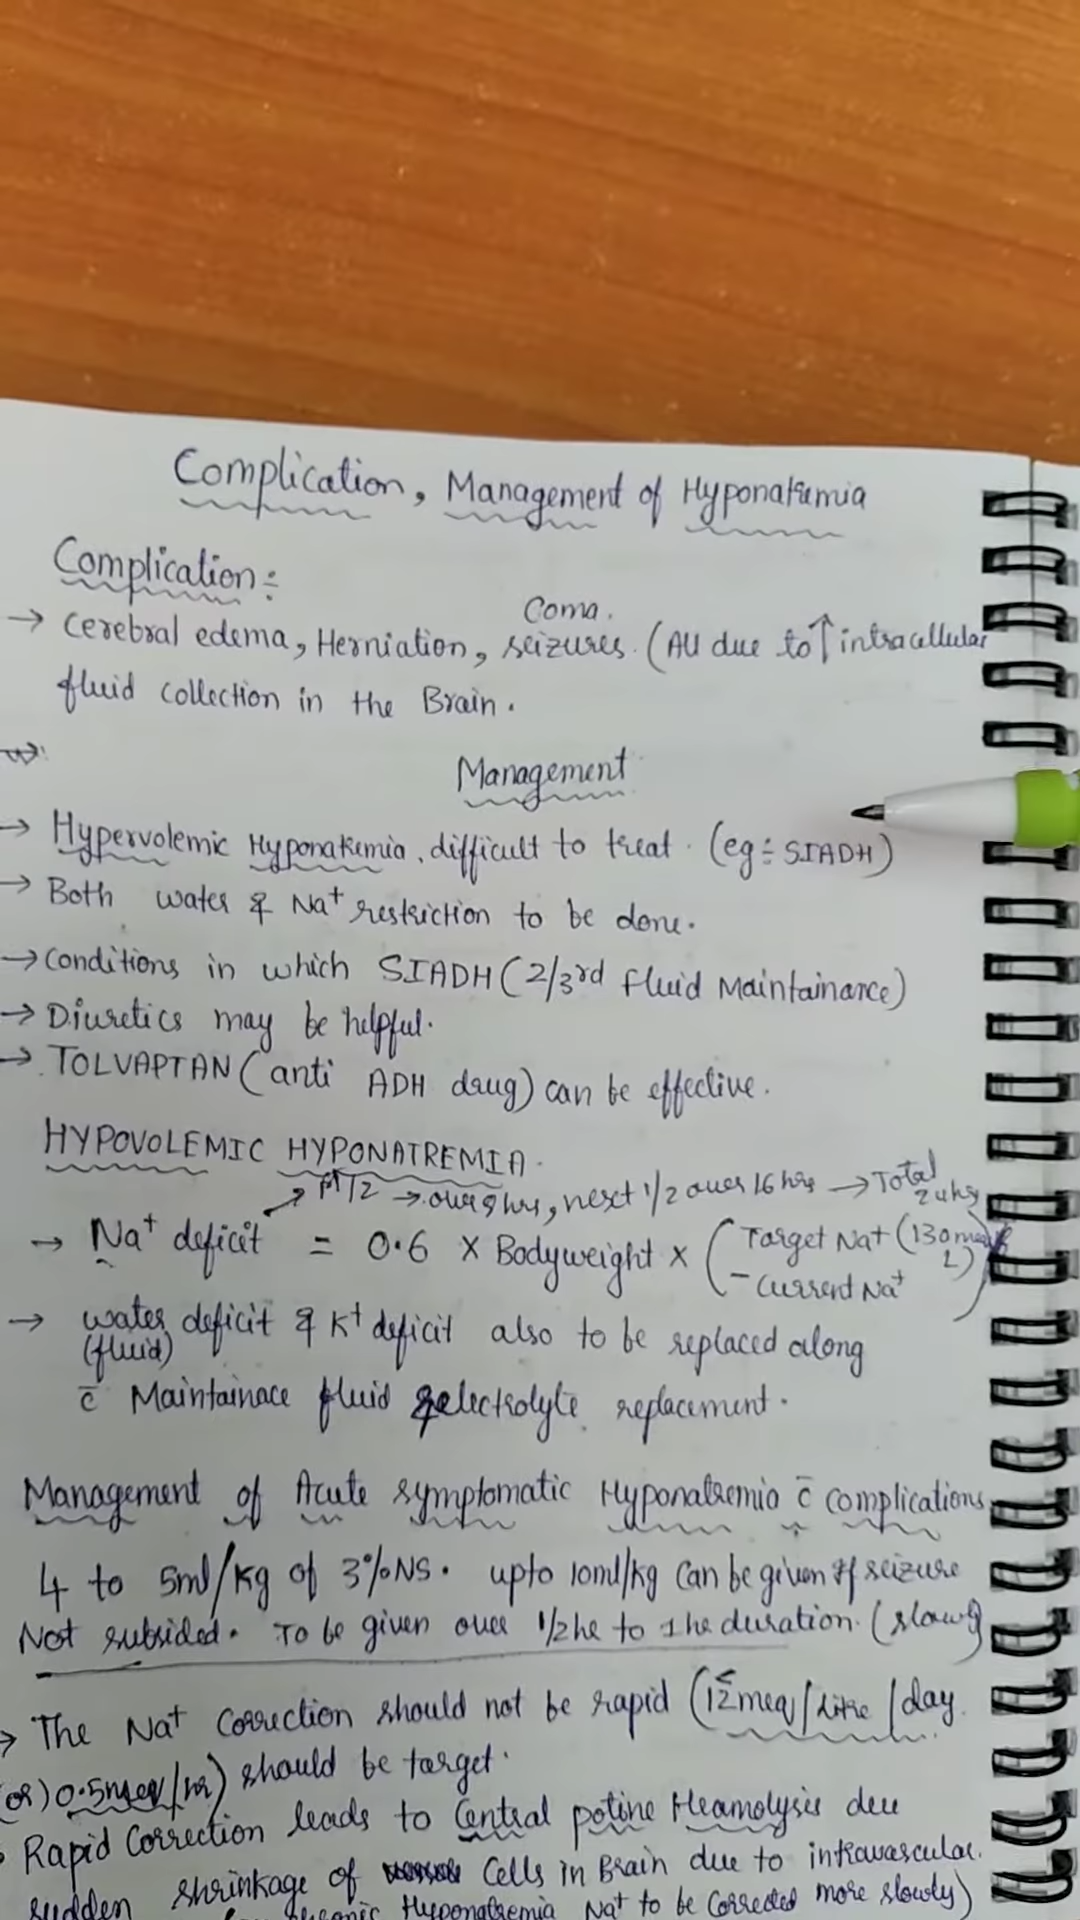 Complication, Management of Hyponatremia
Complication:
Coma.
→ Cerebral edema, Herniation, seizures. (All due to ↑ intracellular
fluid collection in the Brain.
Management
→ Hypervolemic Hyponatremia, difficult to treat. (eg: SIADH)
→ Both water & Na+ restriction to be done.
→ Conditions in which SIADH (2/3rd fluid Maintainance)
→ Diuretics may be helpful.
→ TOLVAPTAN (anti ADH drug) can be effective.
HYPOVOLEMIC HYPONATREMIA.
1/2 → over 8 hrs, next 1/2 over 16 hrs → Total 24 hrs
→ Na+ deficit = 0.6 x Bodyweight x (Target Na+ (130 meq/L)
- Current Na+)
→ water deficit & K+ deficit also to be replaced along
(fluid)
c̄ Maintainace fluid & electrolyte replacement.
Management of Acute symptomatic Hyponatremia c̄ complications
4 to 5ml/kg of 3% NS. upto 10ml/kg can be given if seizure
Not subsided. To be given over 1/2hr to 1hr duration. (slow)
→ The Na+ correction should not be rapid (≤12meq/Litre/day
(or) 0.5meq/hr) should be target.
Rapid Correction leads to Central potine Heamolysis due
sudden shrinkage of Cells in Brain due to intravascular.
Hyponatremia Na+ to be corrected more slowly)